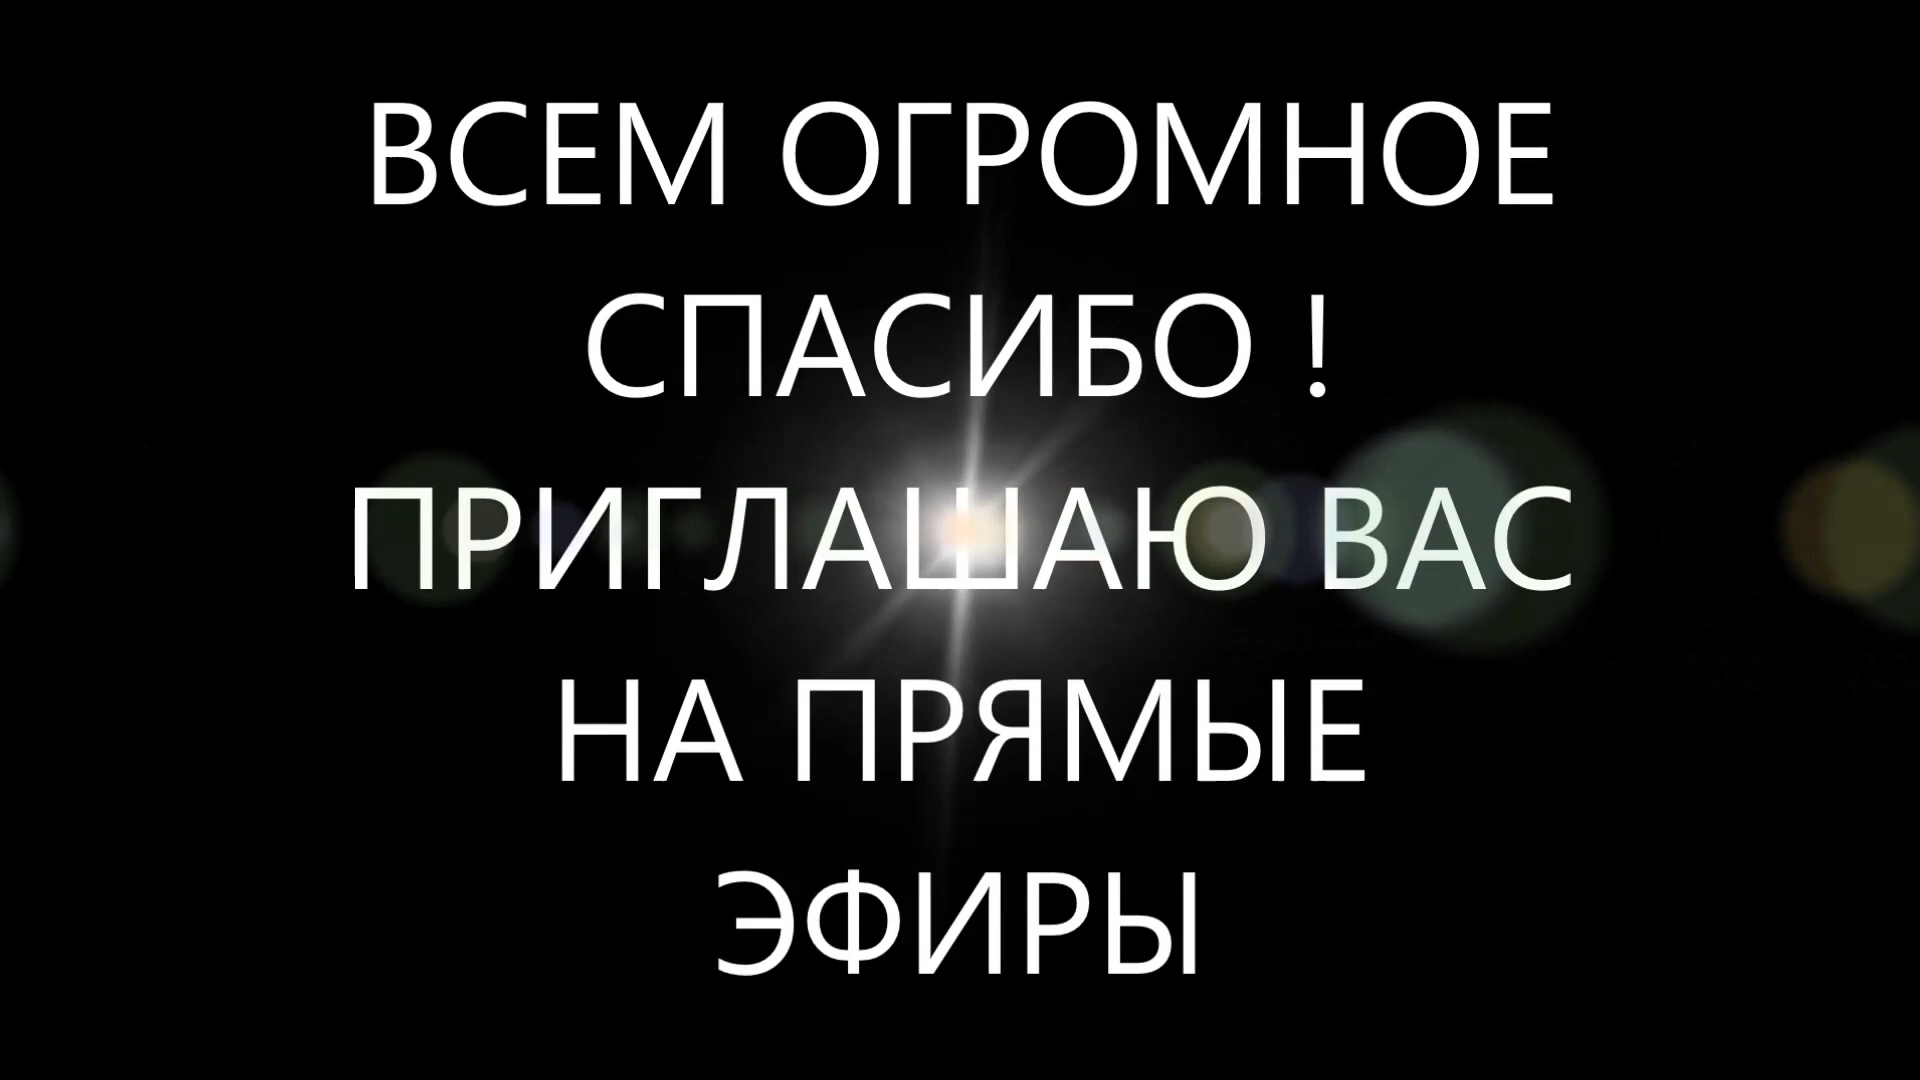 ВСЕМ ОГРОМНОЕ
СПАСИБО !
ПРИГЛАШАЮ ВАС
НА ПРЯМЫЕ
ЭФИРЫ